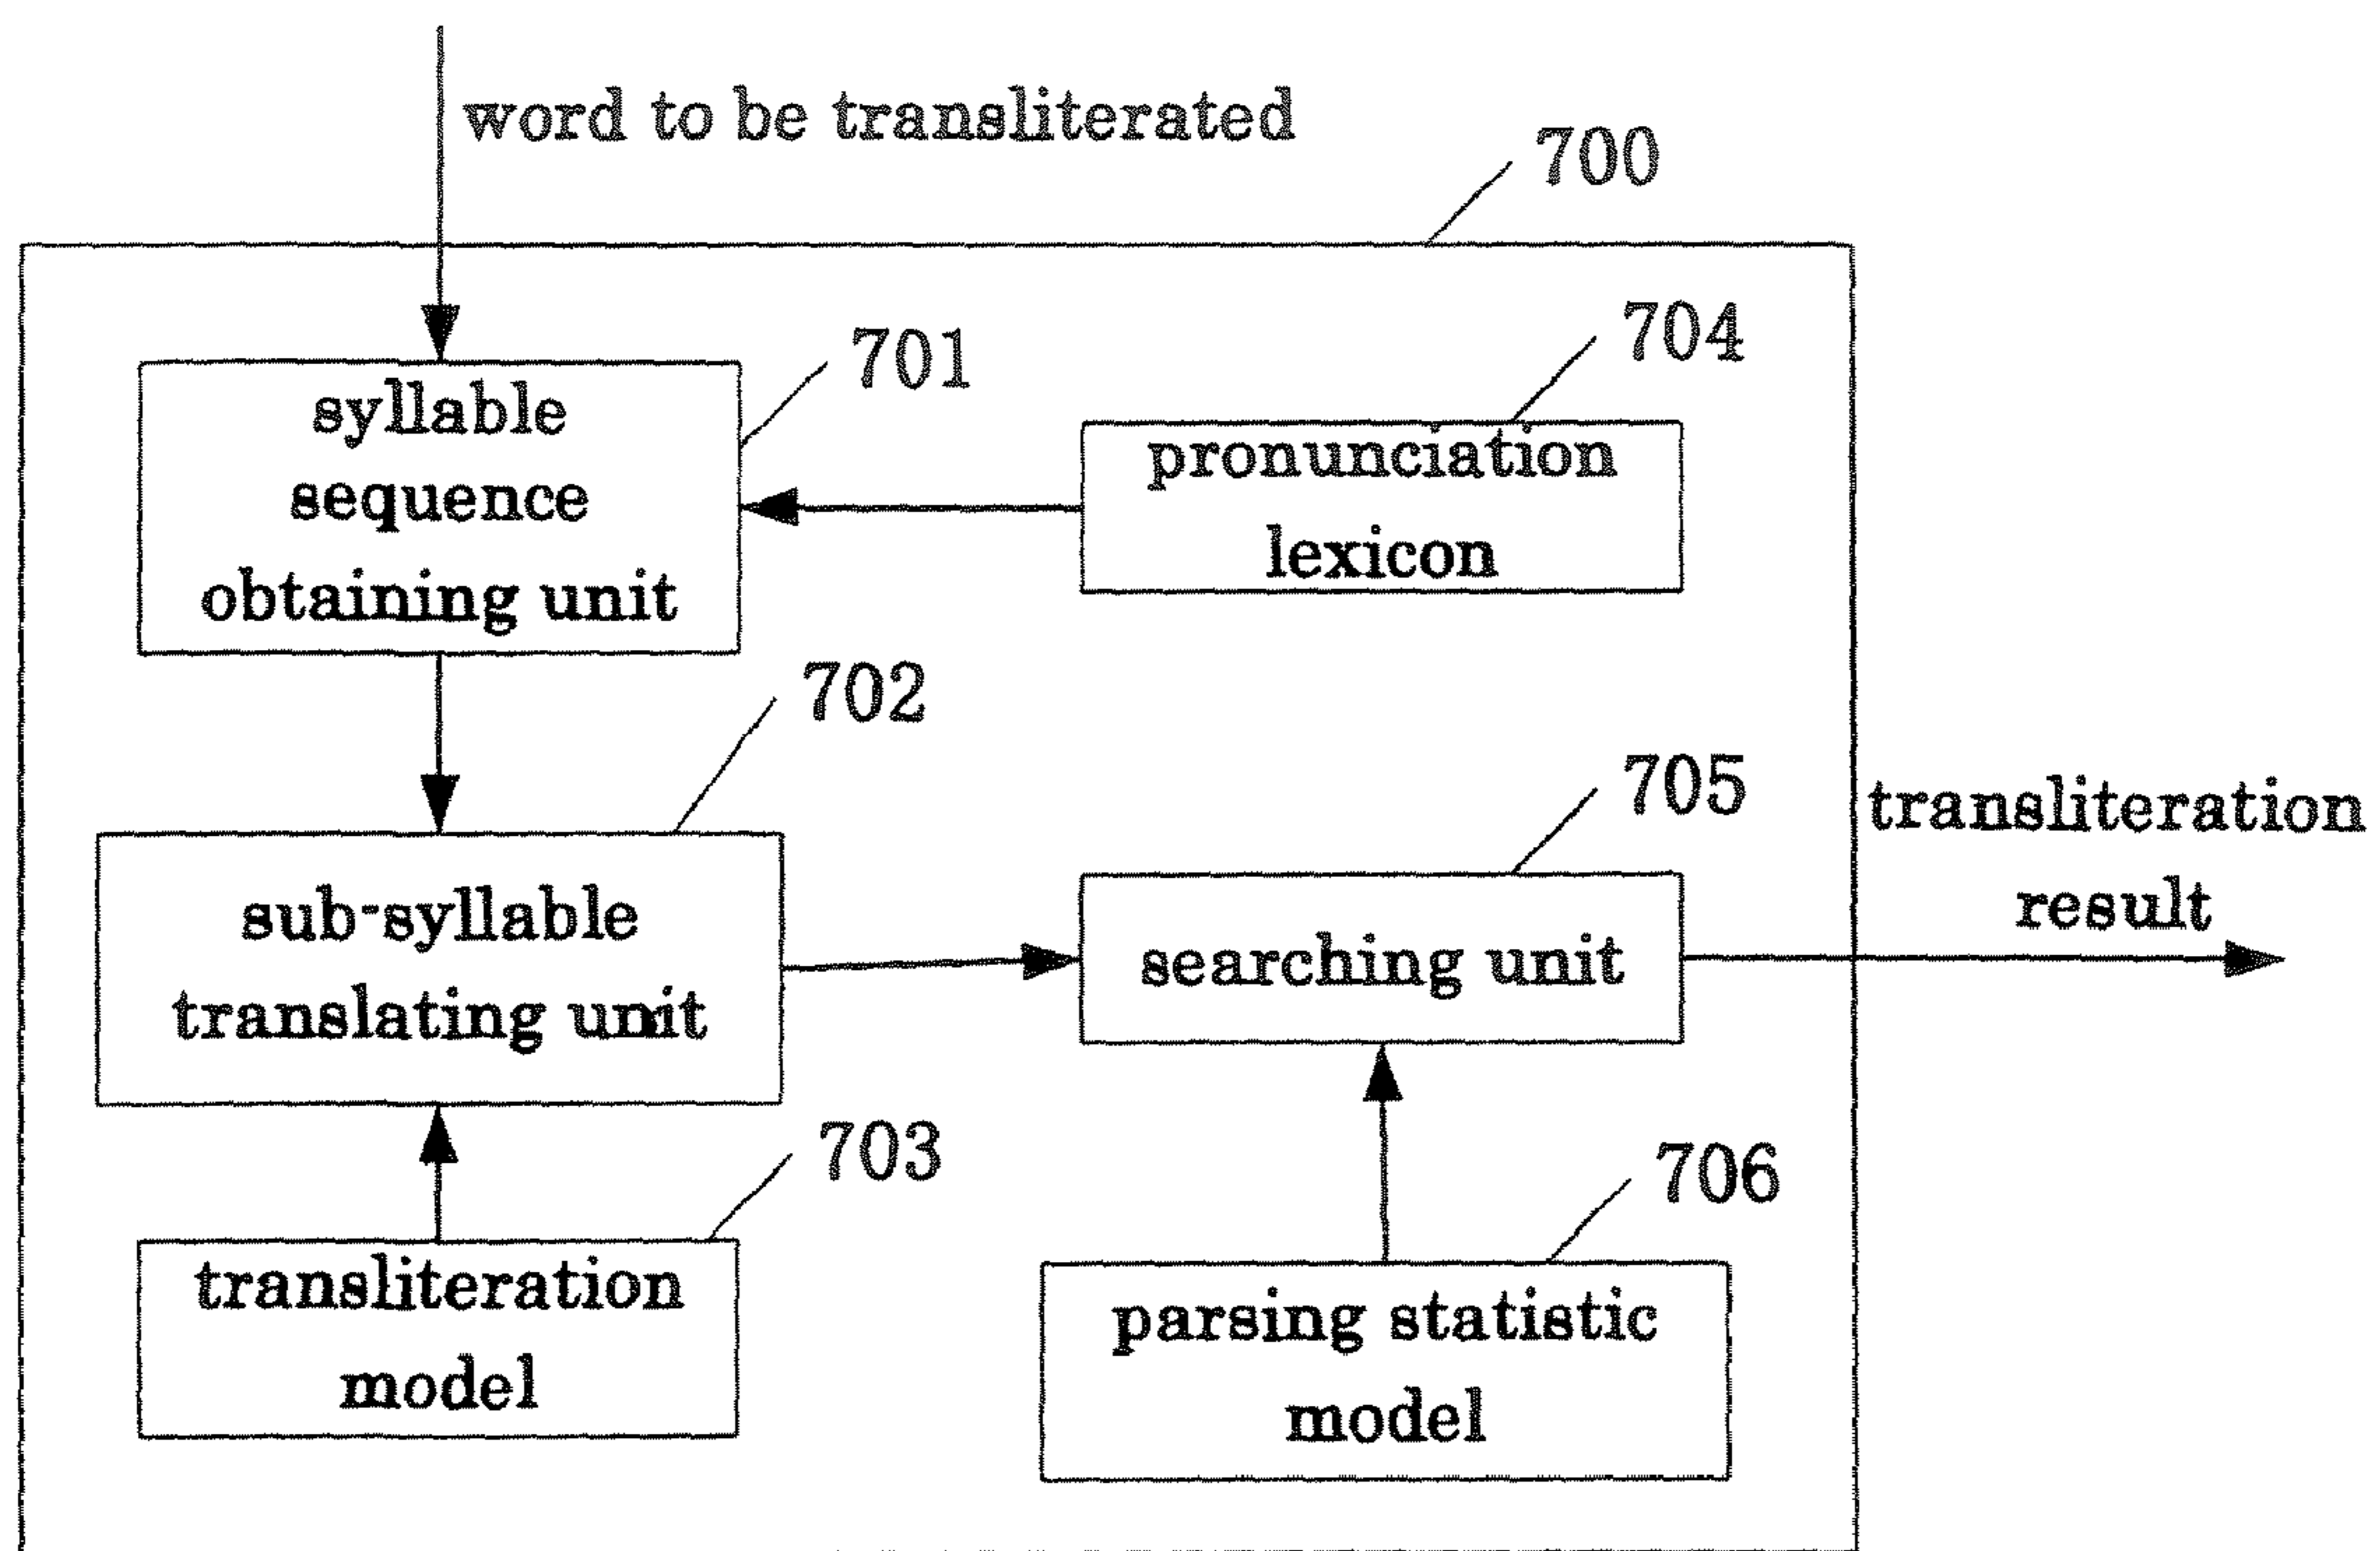 word to be transliterated
700
701
704
syllable
sequence
obtaining unit
pronunciation
lexicon
702
705
sub-syllable
translating unit
searching unit
transliteration
result
703
706
transliteration
model
parsing statistic
model